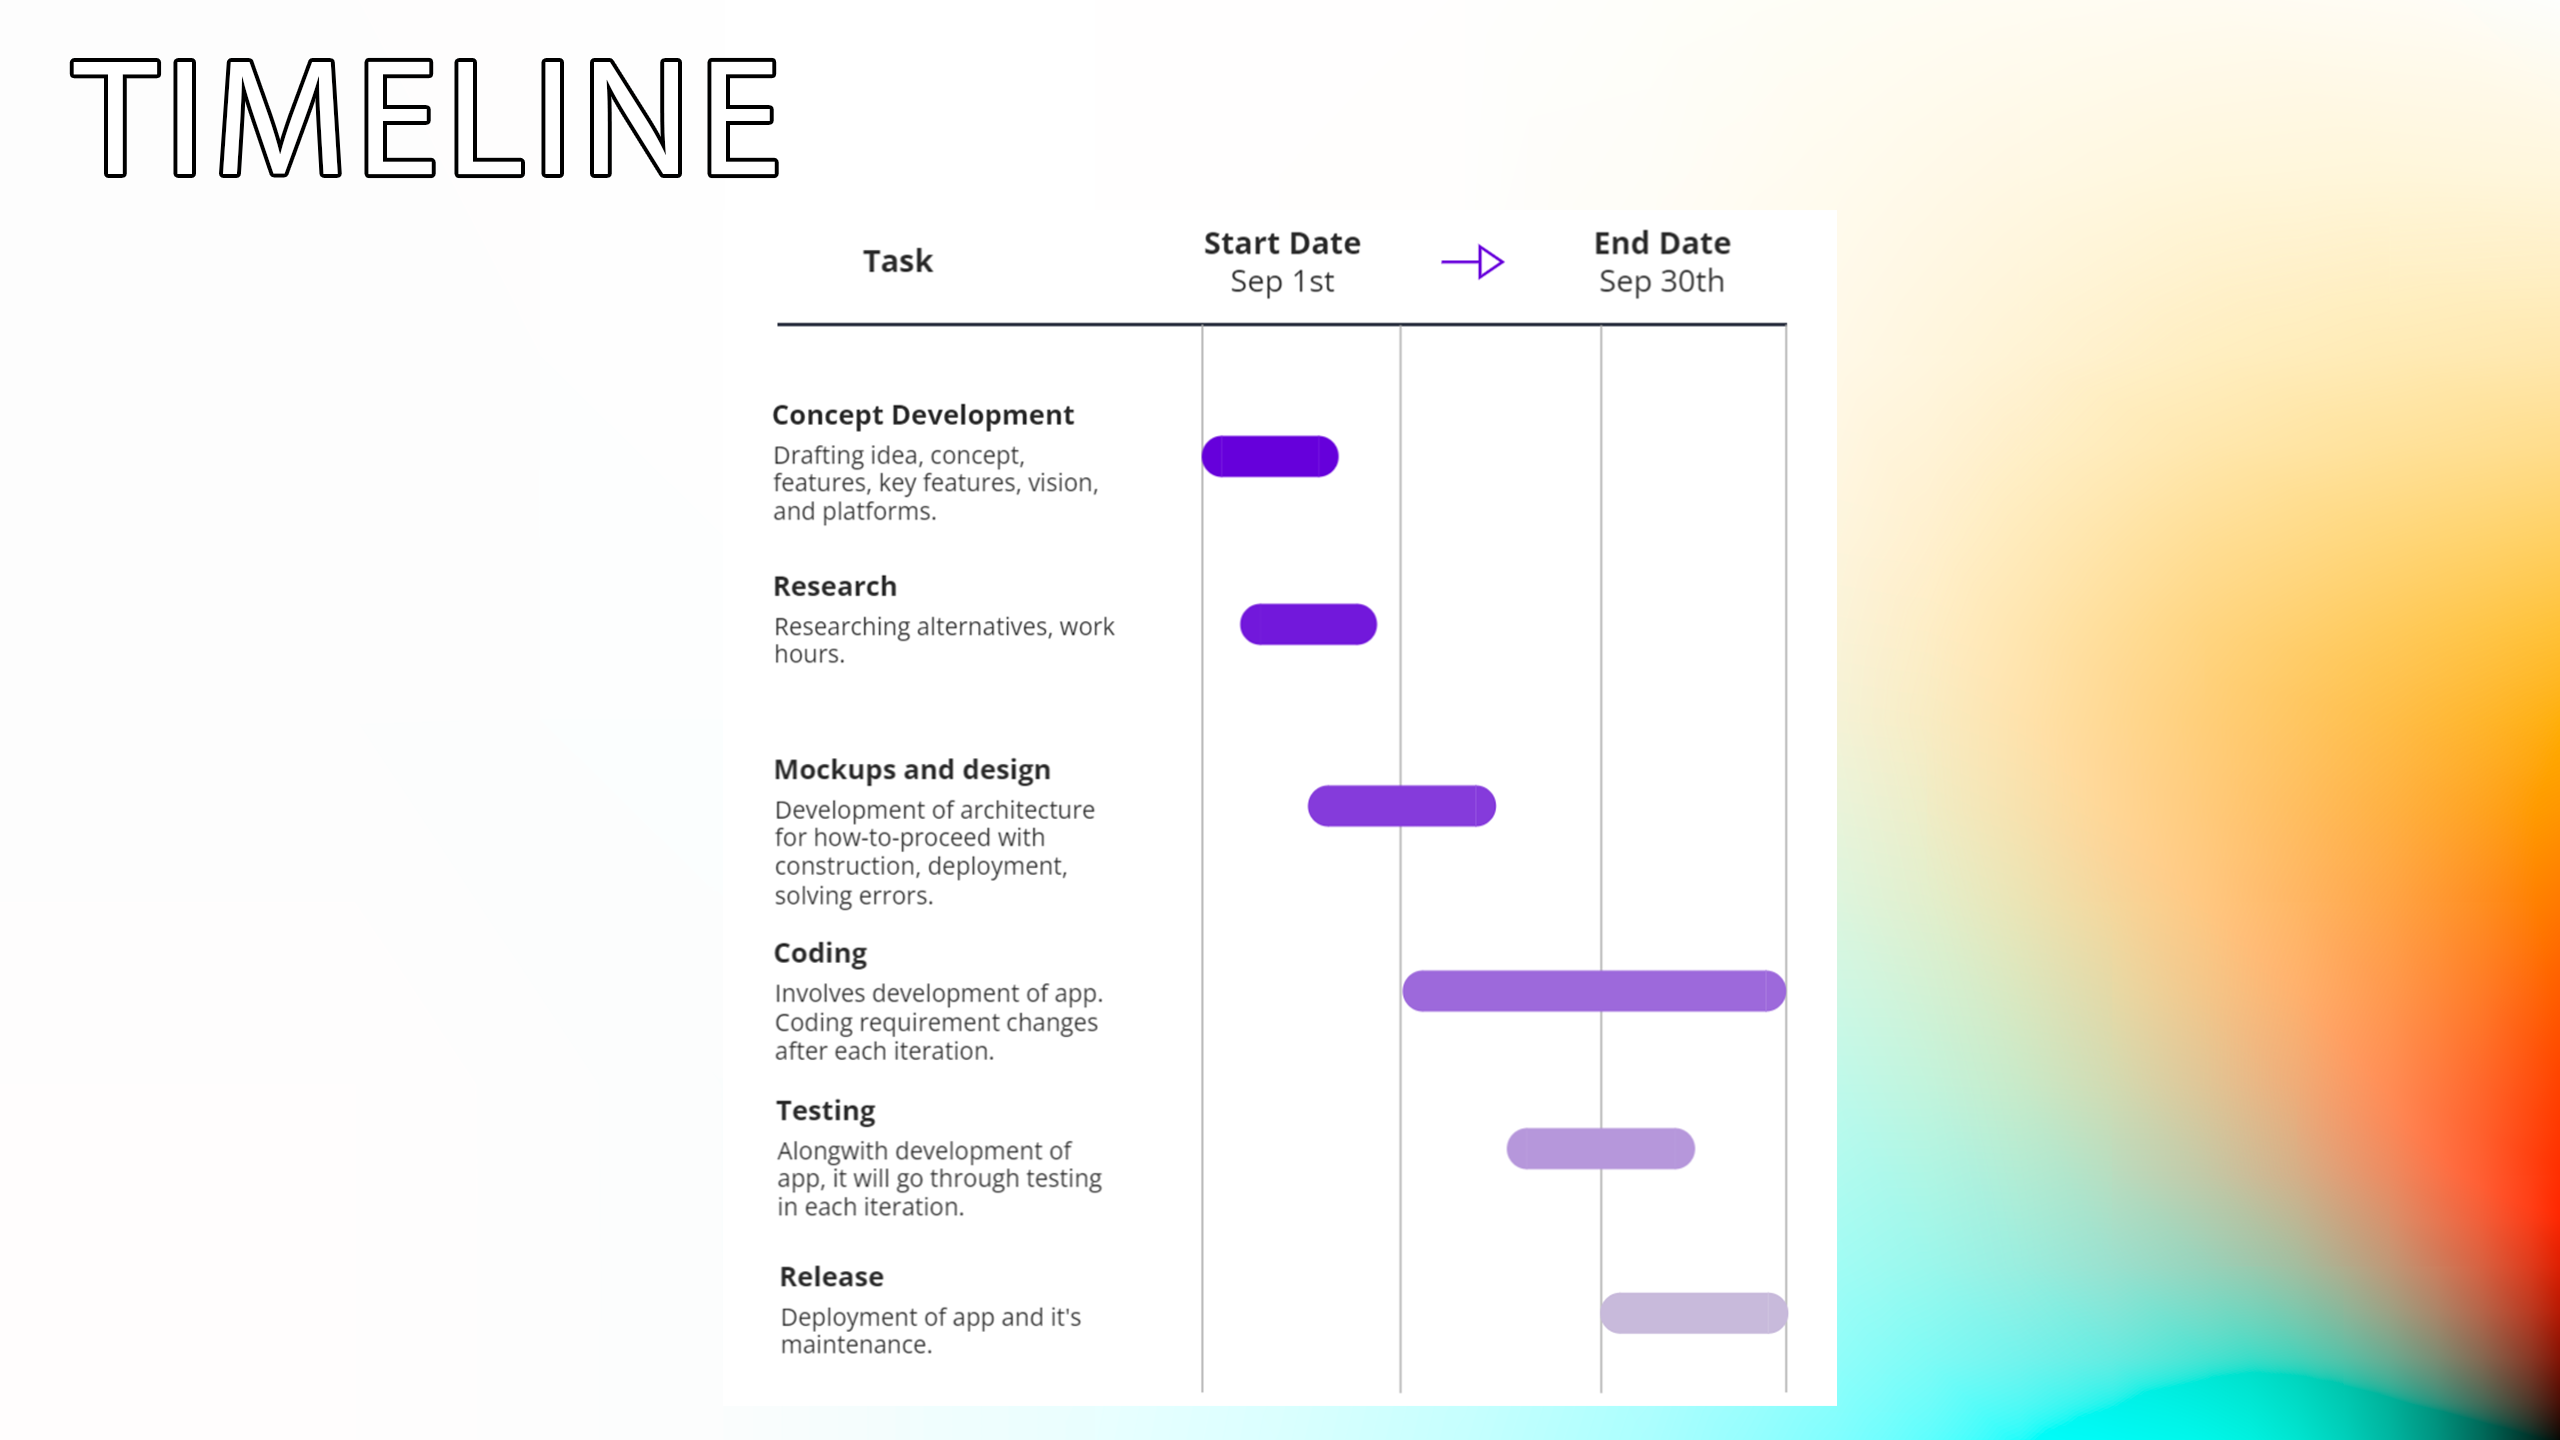 TIMELINE
Task
Start Date
Sep 1st
End Date
Sep 30th
Concept Development
Drafting idea, concept,
features, key features, vision,
and platforms.
Research
Researching alternatives, work
hours.
Mockups and design
Development of architecture
for how-to-proceed with
construction, deployment,
solving errors.
Coding
Involves development of app.
Coding requirement changes
after each iteration.
Testing
Alongwith development of
app, it will go through testing
in each iteration.
Release
Deployment of app and it's
maintenance.